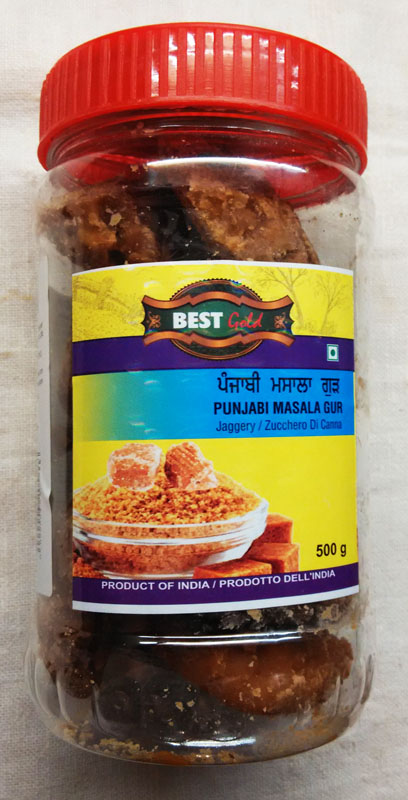 BEST Gold
ਪੰਜਾਬੀ ਮਸਾਲਾ ਗੁੜ
PUNJABI MASALA GUR
Jaggery / Zucchero Di Canna
500 g
PRODUCT OF INDIA / PRODOTTO DELL'INDIA